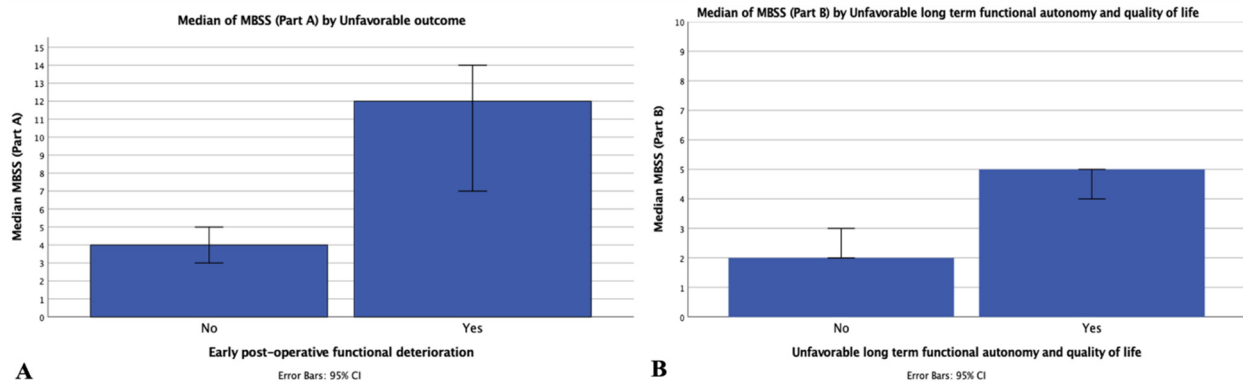 Median of MBSS (Part A) by Unfavorable outcome
Median MBSS (Part A)
15
14
13
12
11
10
9
8
7
6
5
4
3
2
1
0
No
Yes
Early post-operative functional deterioration
Error Bars: 95% CI
A
Median of MBSS (Part B) by Unfavorable long term functional autonomy and quality of life
Median MBSS (Part B)
10
9
8
7
6
5
4
3
2
1
0
No
Yes
Unfavorable long term functional autonomy and quality of life
Error Bars: 95% CI
B